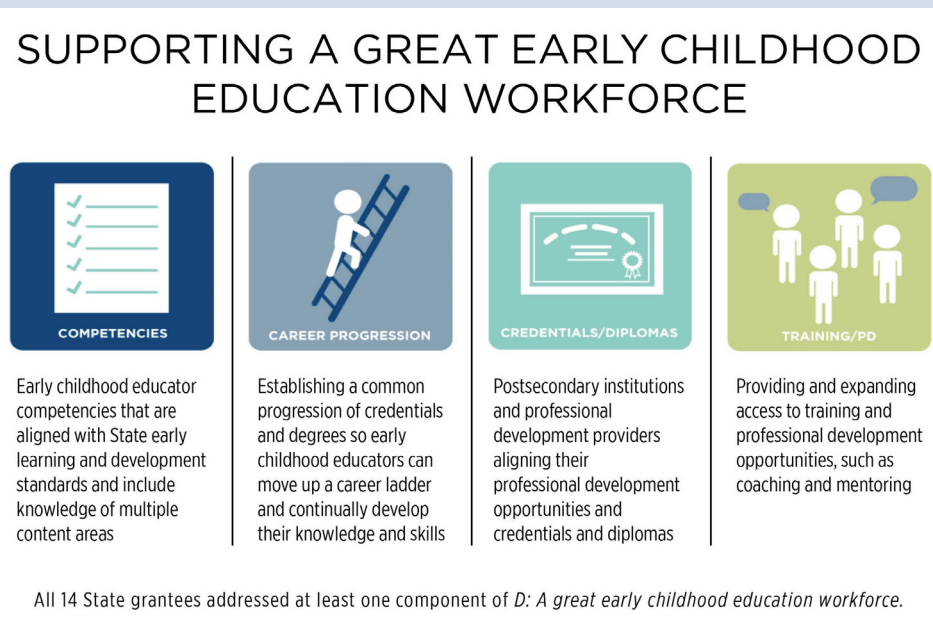 SUPPORTING A GREAT EARLY CHILDHOOD
EDUCATION WORKFORCE
COMPETENCIES
Early childhood educator
competencies that are
aligned with State early
learning and development
standards and include
knowledge of multiple
content areas
CAREER PROGRESSION
Establishing a common
progression of credentials
and degrees so early
childhood educators can
move up a career ladder
and continually develop
their knowledge and skills
CREDENTIALS/DIPLOMAS
Postsecondary institutions
and professional
development providers
aligning their
professional development
opportunities and
credentials and diplomas
TRAINING/PD
Providing and expanding
access to training and
professional development
opportunities, such as
coaching and mentoring
All 14 State grantees addressed at least one component of D: A great early childhood education workforce.